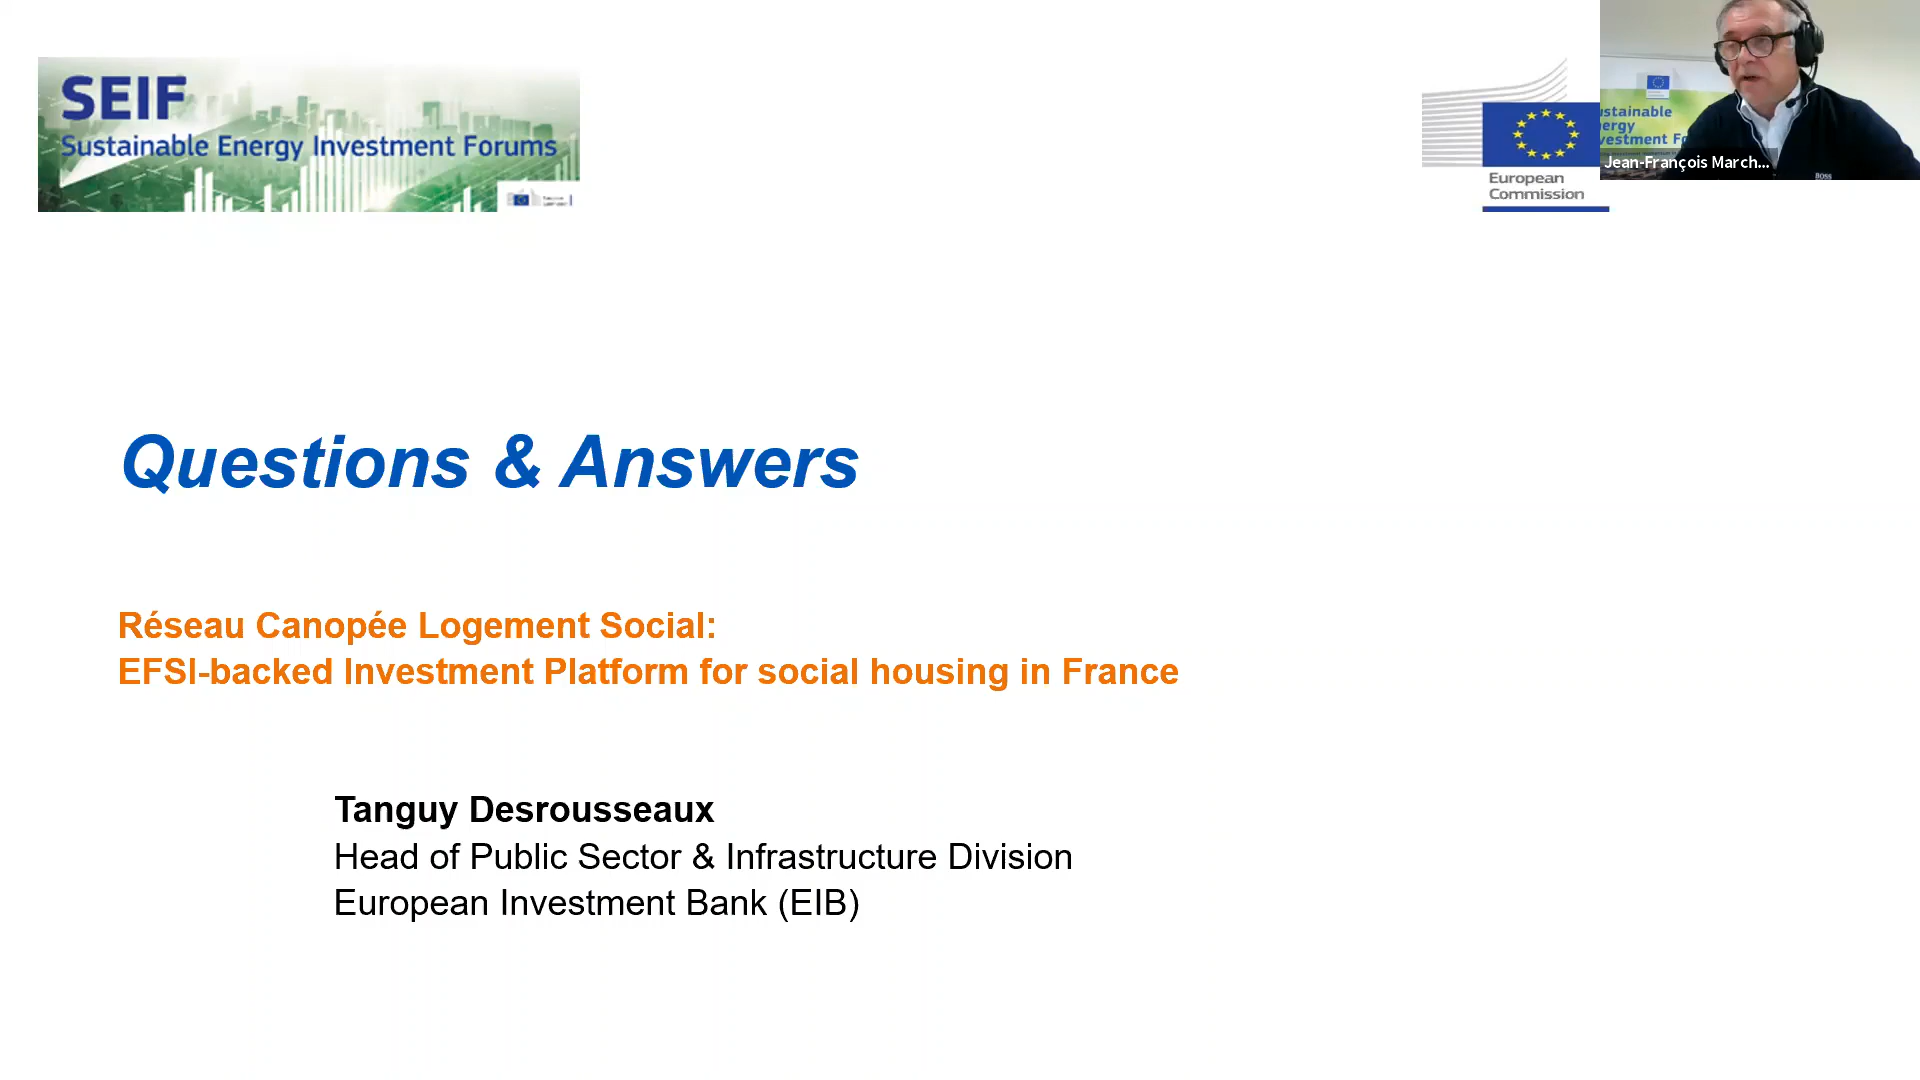 SEIF
Sustainable Energy Investment Forums
European
Commission
Jean-François March...
BOSS
Questions & Answers
Réseau Canopée Logement Social:
EFSI-backed Investment Platform for social housing in France
Tanguy Desrousseaux
Head of Public Sector & Infrastructure Division
European Investment Bank (EIB)